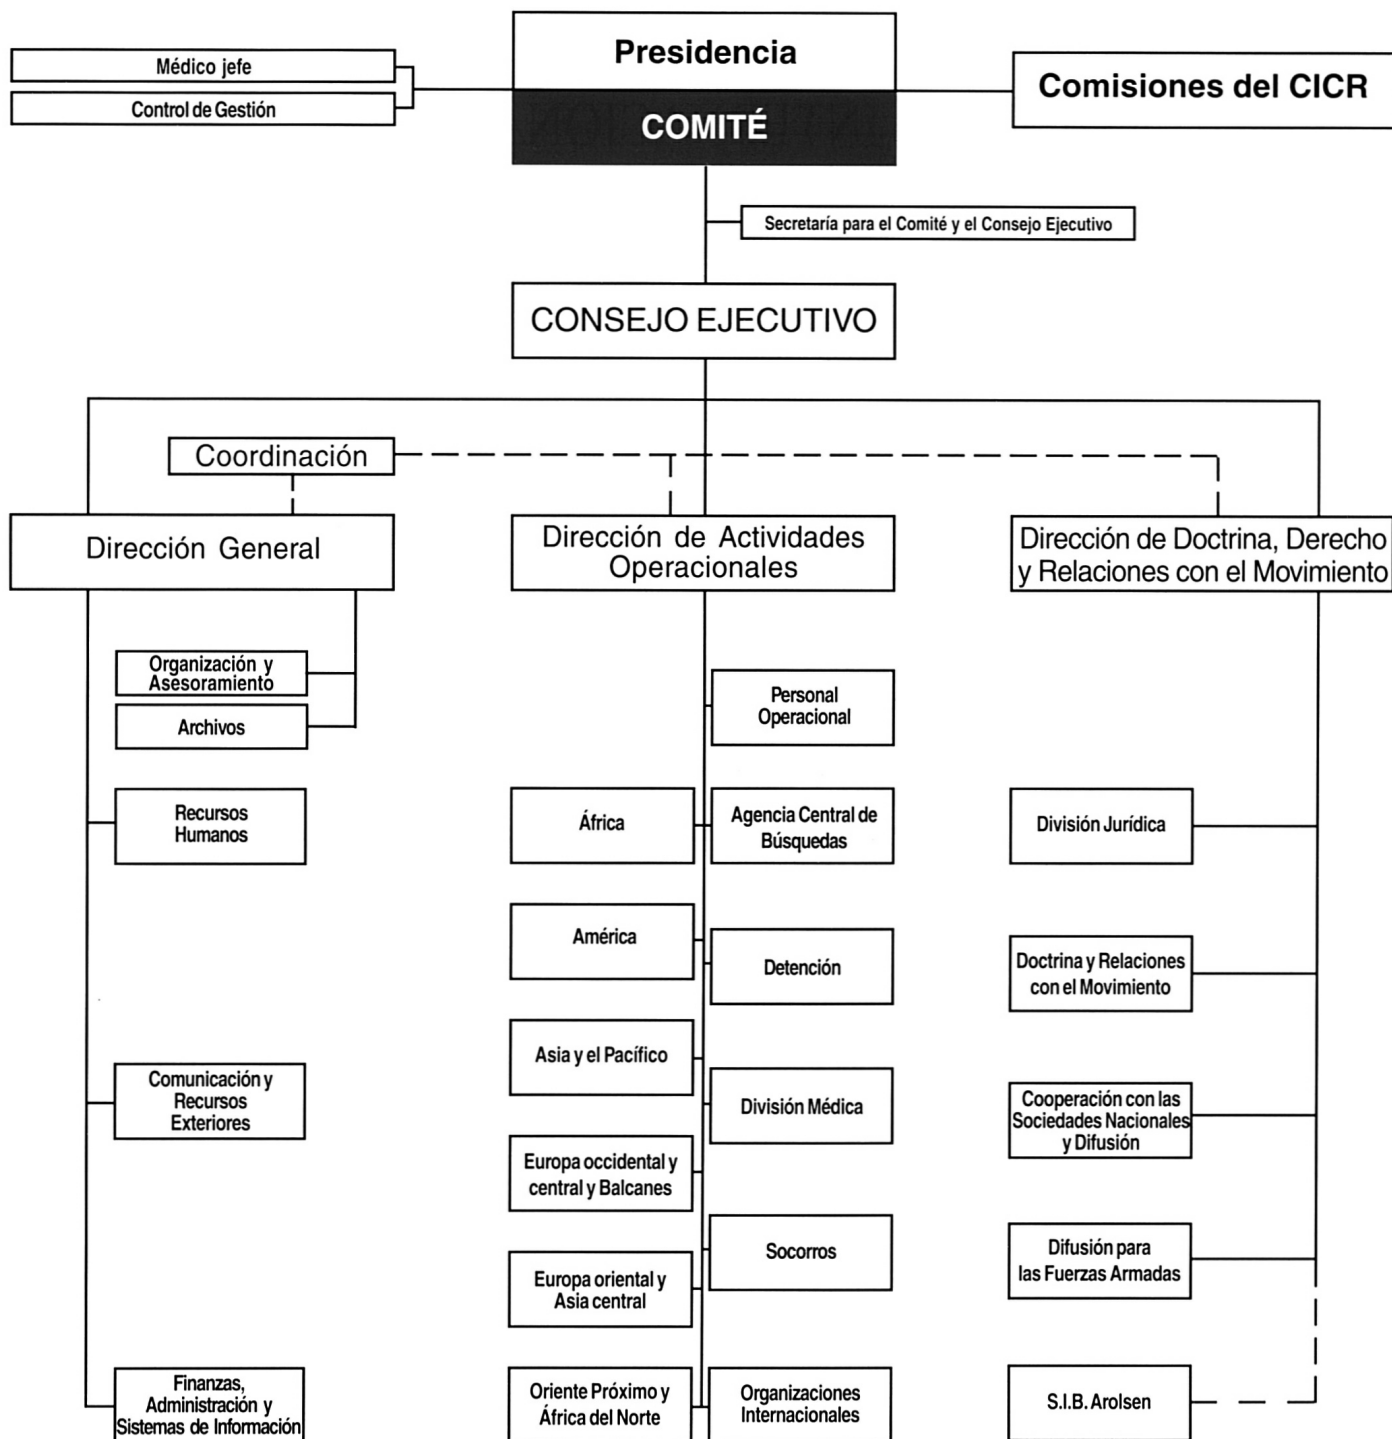 Presidencia
COMITÉ
Médico jefe
Control de Gestión
Comisiones del CICR
Secretaría para el Comité y el Consejo Ejecutivo
CONSEJO EJECUTIVO
Coordinación
Dirección General
Dirección de Actividades
Operacionales
Dirección de Doctrina, Derecho
y Relaciones con el Movimiento
Organización y
Asesoramiento
Archivos
Recursos
Humanos
Comunicación y
Recursos
Exteriores
Finanzas,
Administración y
Sistemas de Información
Personal
Operacional
África
Agencia Central de
Búsquedas
América
Detención
Asia y el Pacífico
División Médica
Europa occidental y
central y Balcanes
Socorros
Europa oriental y
Asia central
Oriente Próximo y
África del Norte
Organizaciones
Internacionales
División Jurídica
Doctrina y Relaciones
con el Movimiento
Cooperación con las
Sociedades Nacionales
y Difusión
Difusión para
las Fuerzas Armadas
S.I.B. Arolsen